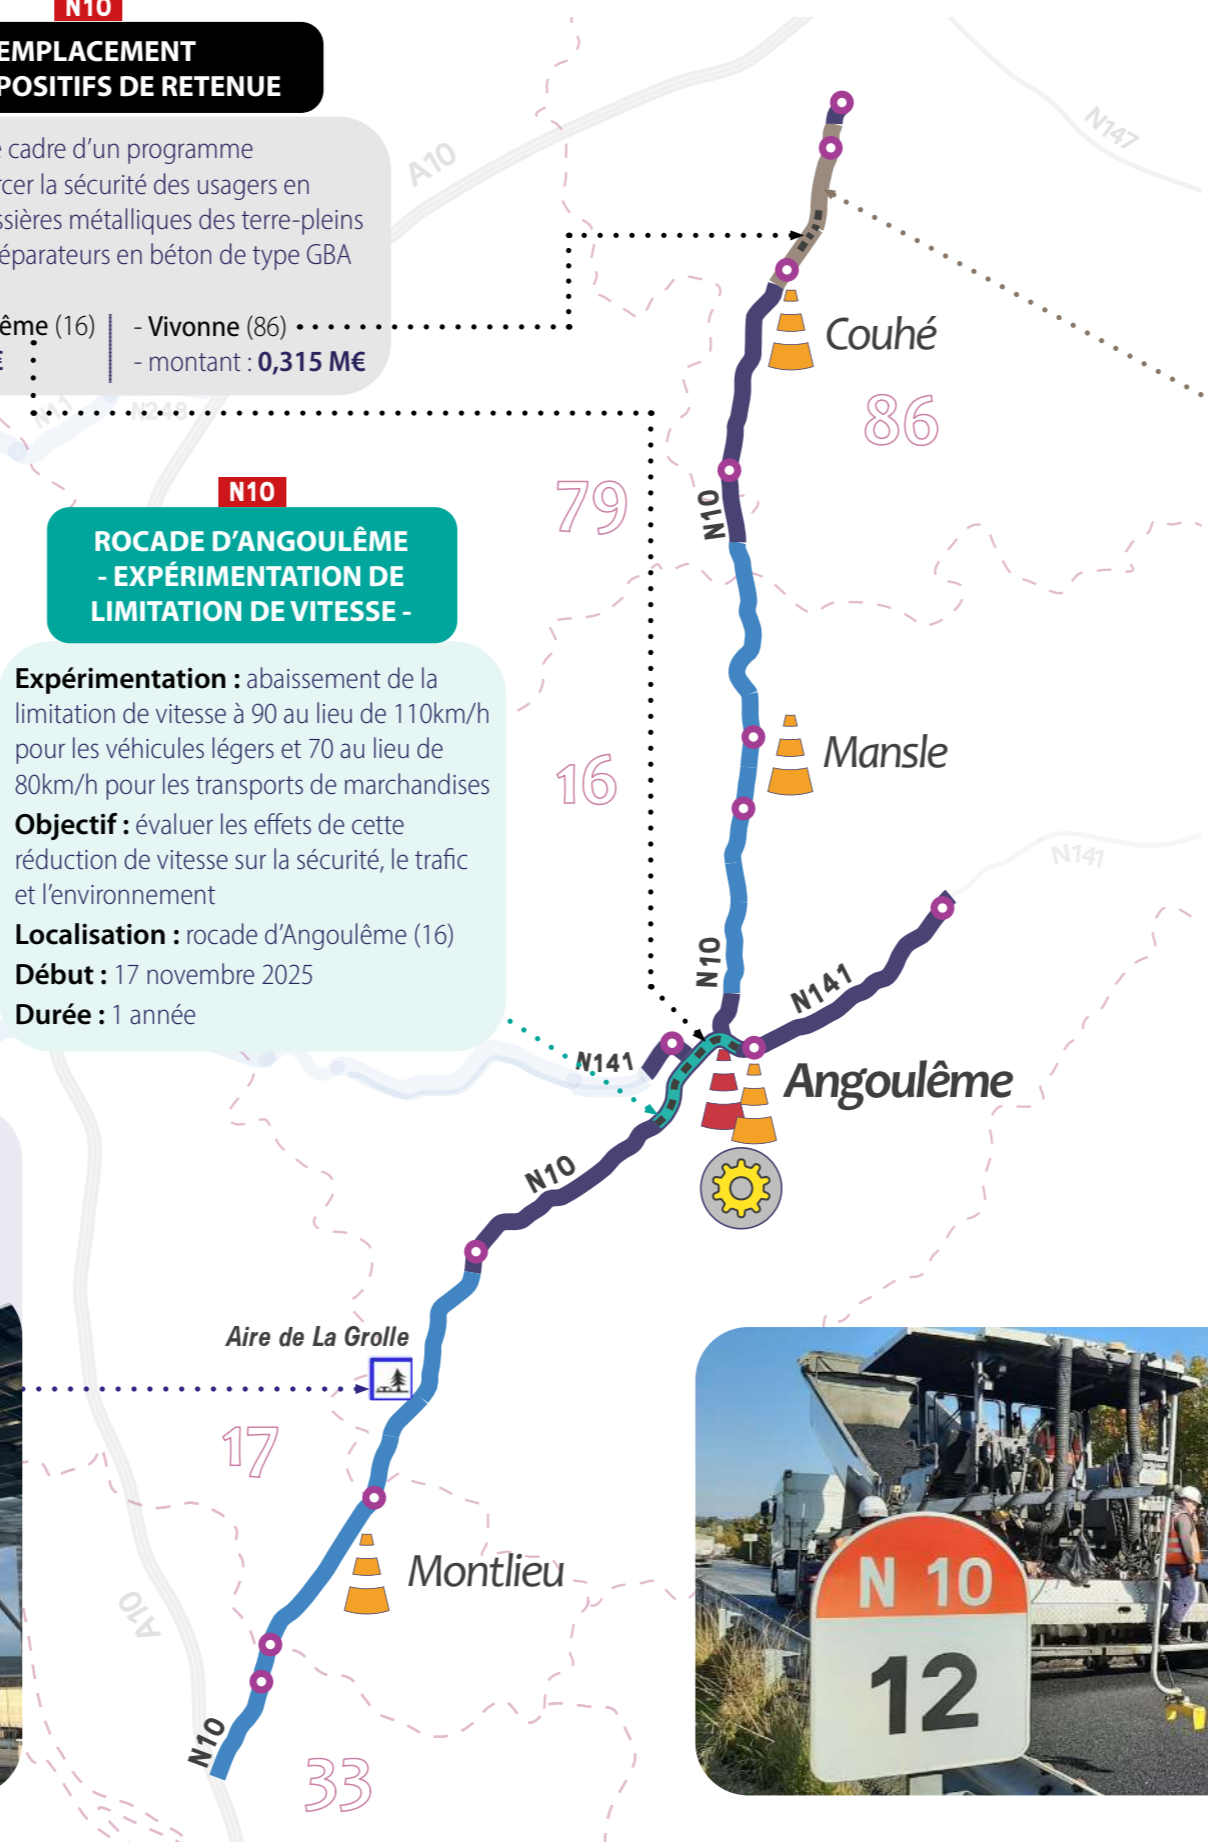 N10
EMPLACEMENT
POSITIFS DE RETENUE
cadre d'un programme
rcer la sécurité des usagers en
ssières métalliques des terre-pleins
éparateurs en béton de type GBA
ême (16)
€
- Vivonne (86)
- montant : 0,315 M€
A10
N147
N11
Couhé
86
79
N10
N10
ROCADE D'ANGOULÊME
- EXPÉRIMENTATION DE
LIMITATION DE VITESSE -
Expérimentation : abaissement de la
limitation de vitesse à 90 au lieu de 110km/h
pour les véhicules légers et 70 au lieu de
80km/h pour les transports de marchandises
Objectif : évaluer les effets de cette
réduction de vitesse sur la sécurité, le trafic
et l'environnement
Localisation : rocade d'Angoulême (16)
Début : 17 novembre 2025
Durée : 1 année
16
Mansle
N141
N10
N141
N141
Angoulême
N10
Aire de La Grolle
17
Montlieu
A10
N10
33
N 10
12